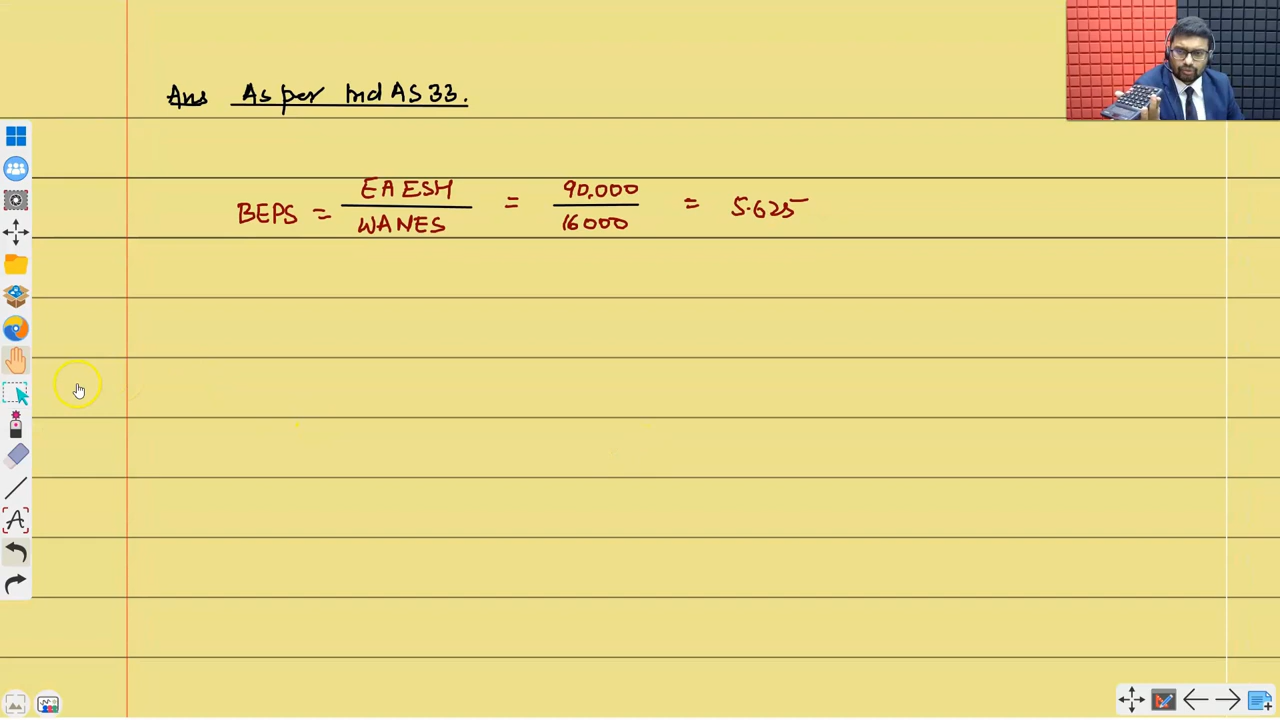 Ans As per Ind AS 33.
BEPS = EAESH / WANES = 90,000 / 16000 = 5.625